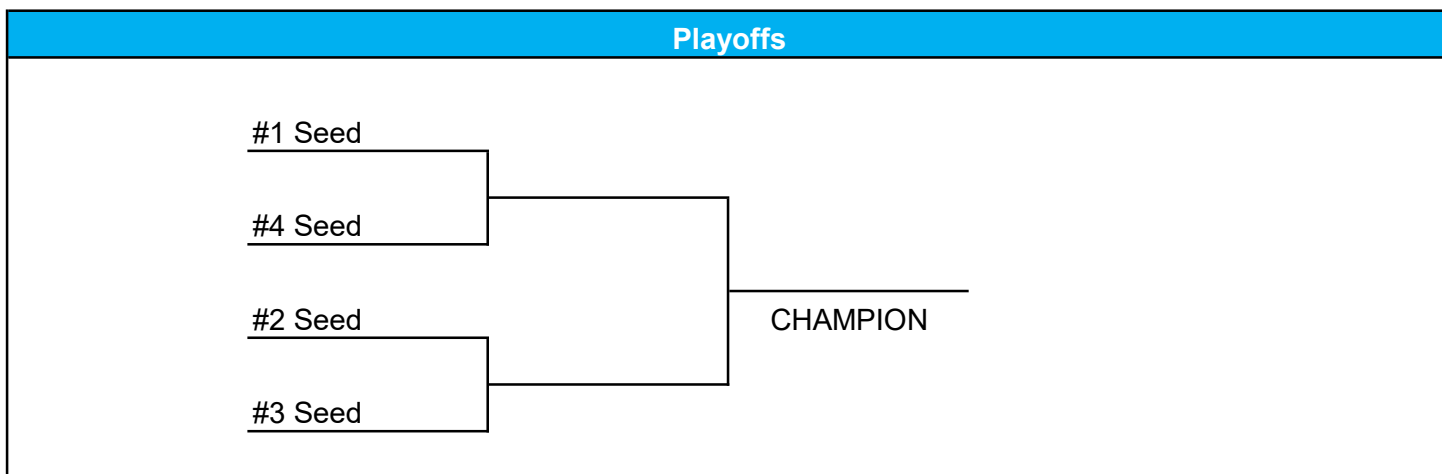 Playoffs
#1 Seed
#4 Seed
#2 Seed
CHAMPION
#3 Seed